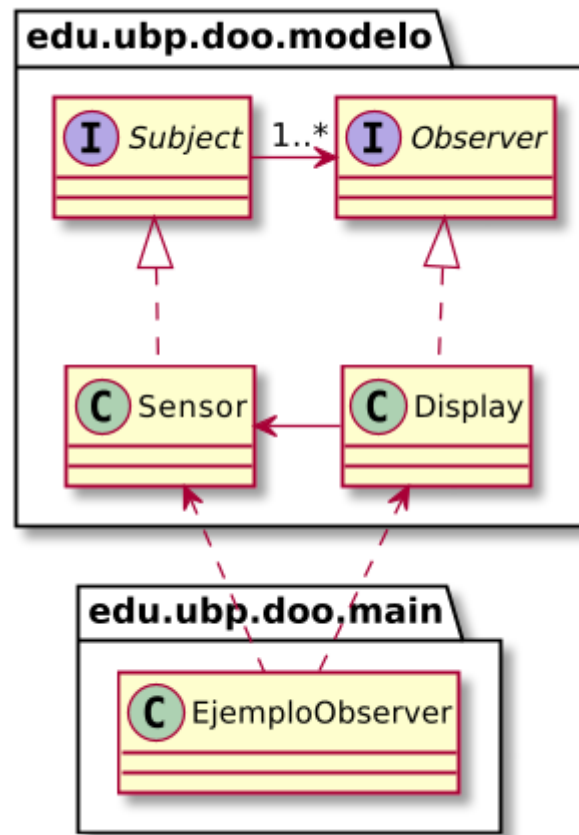 edu.ubp.doo.modelo
I Subject 1..* I Observer
C Sensor C Display
edu.ubp.doo.main
C EjemploObserver